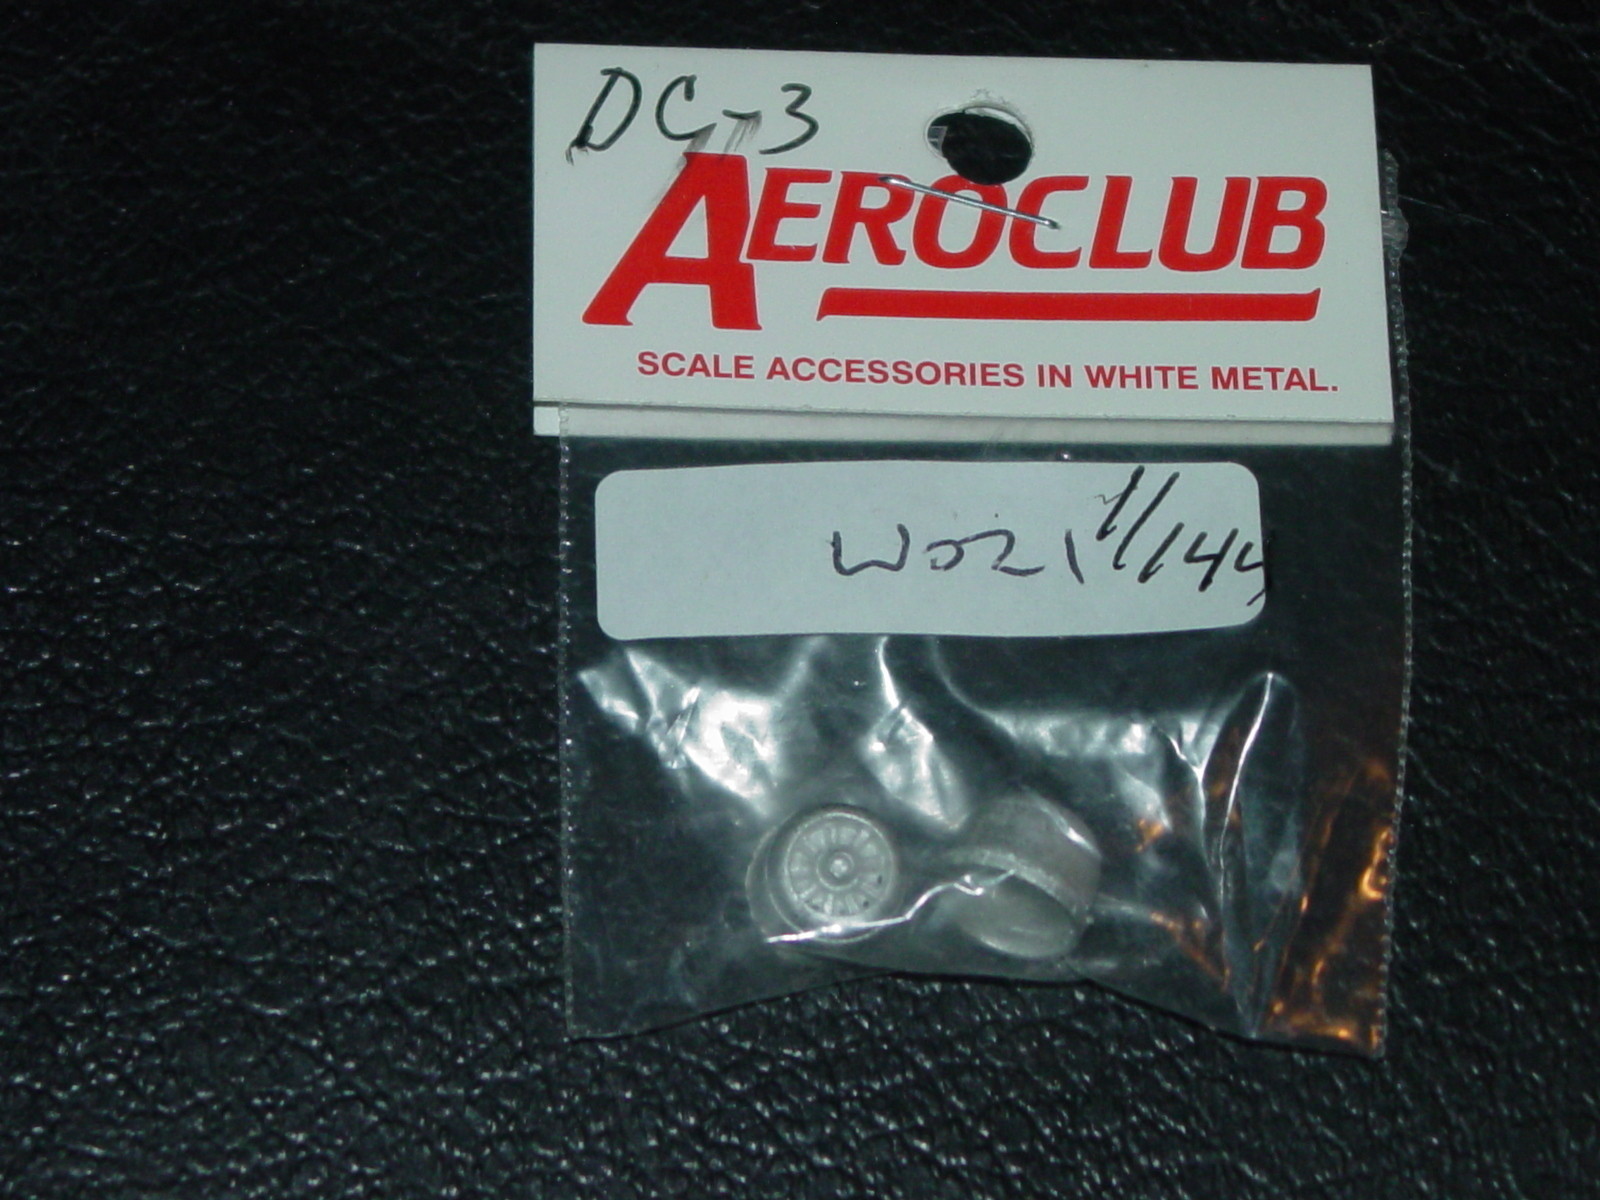 DC-3
AEROCLUB
SCALE ACCESSORIES IN WHITE METAL.
W021 1/144